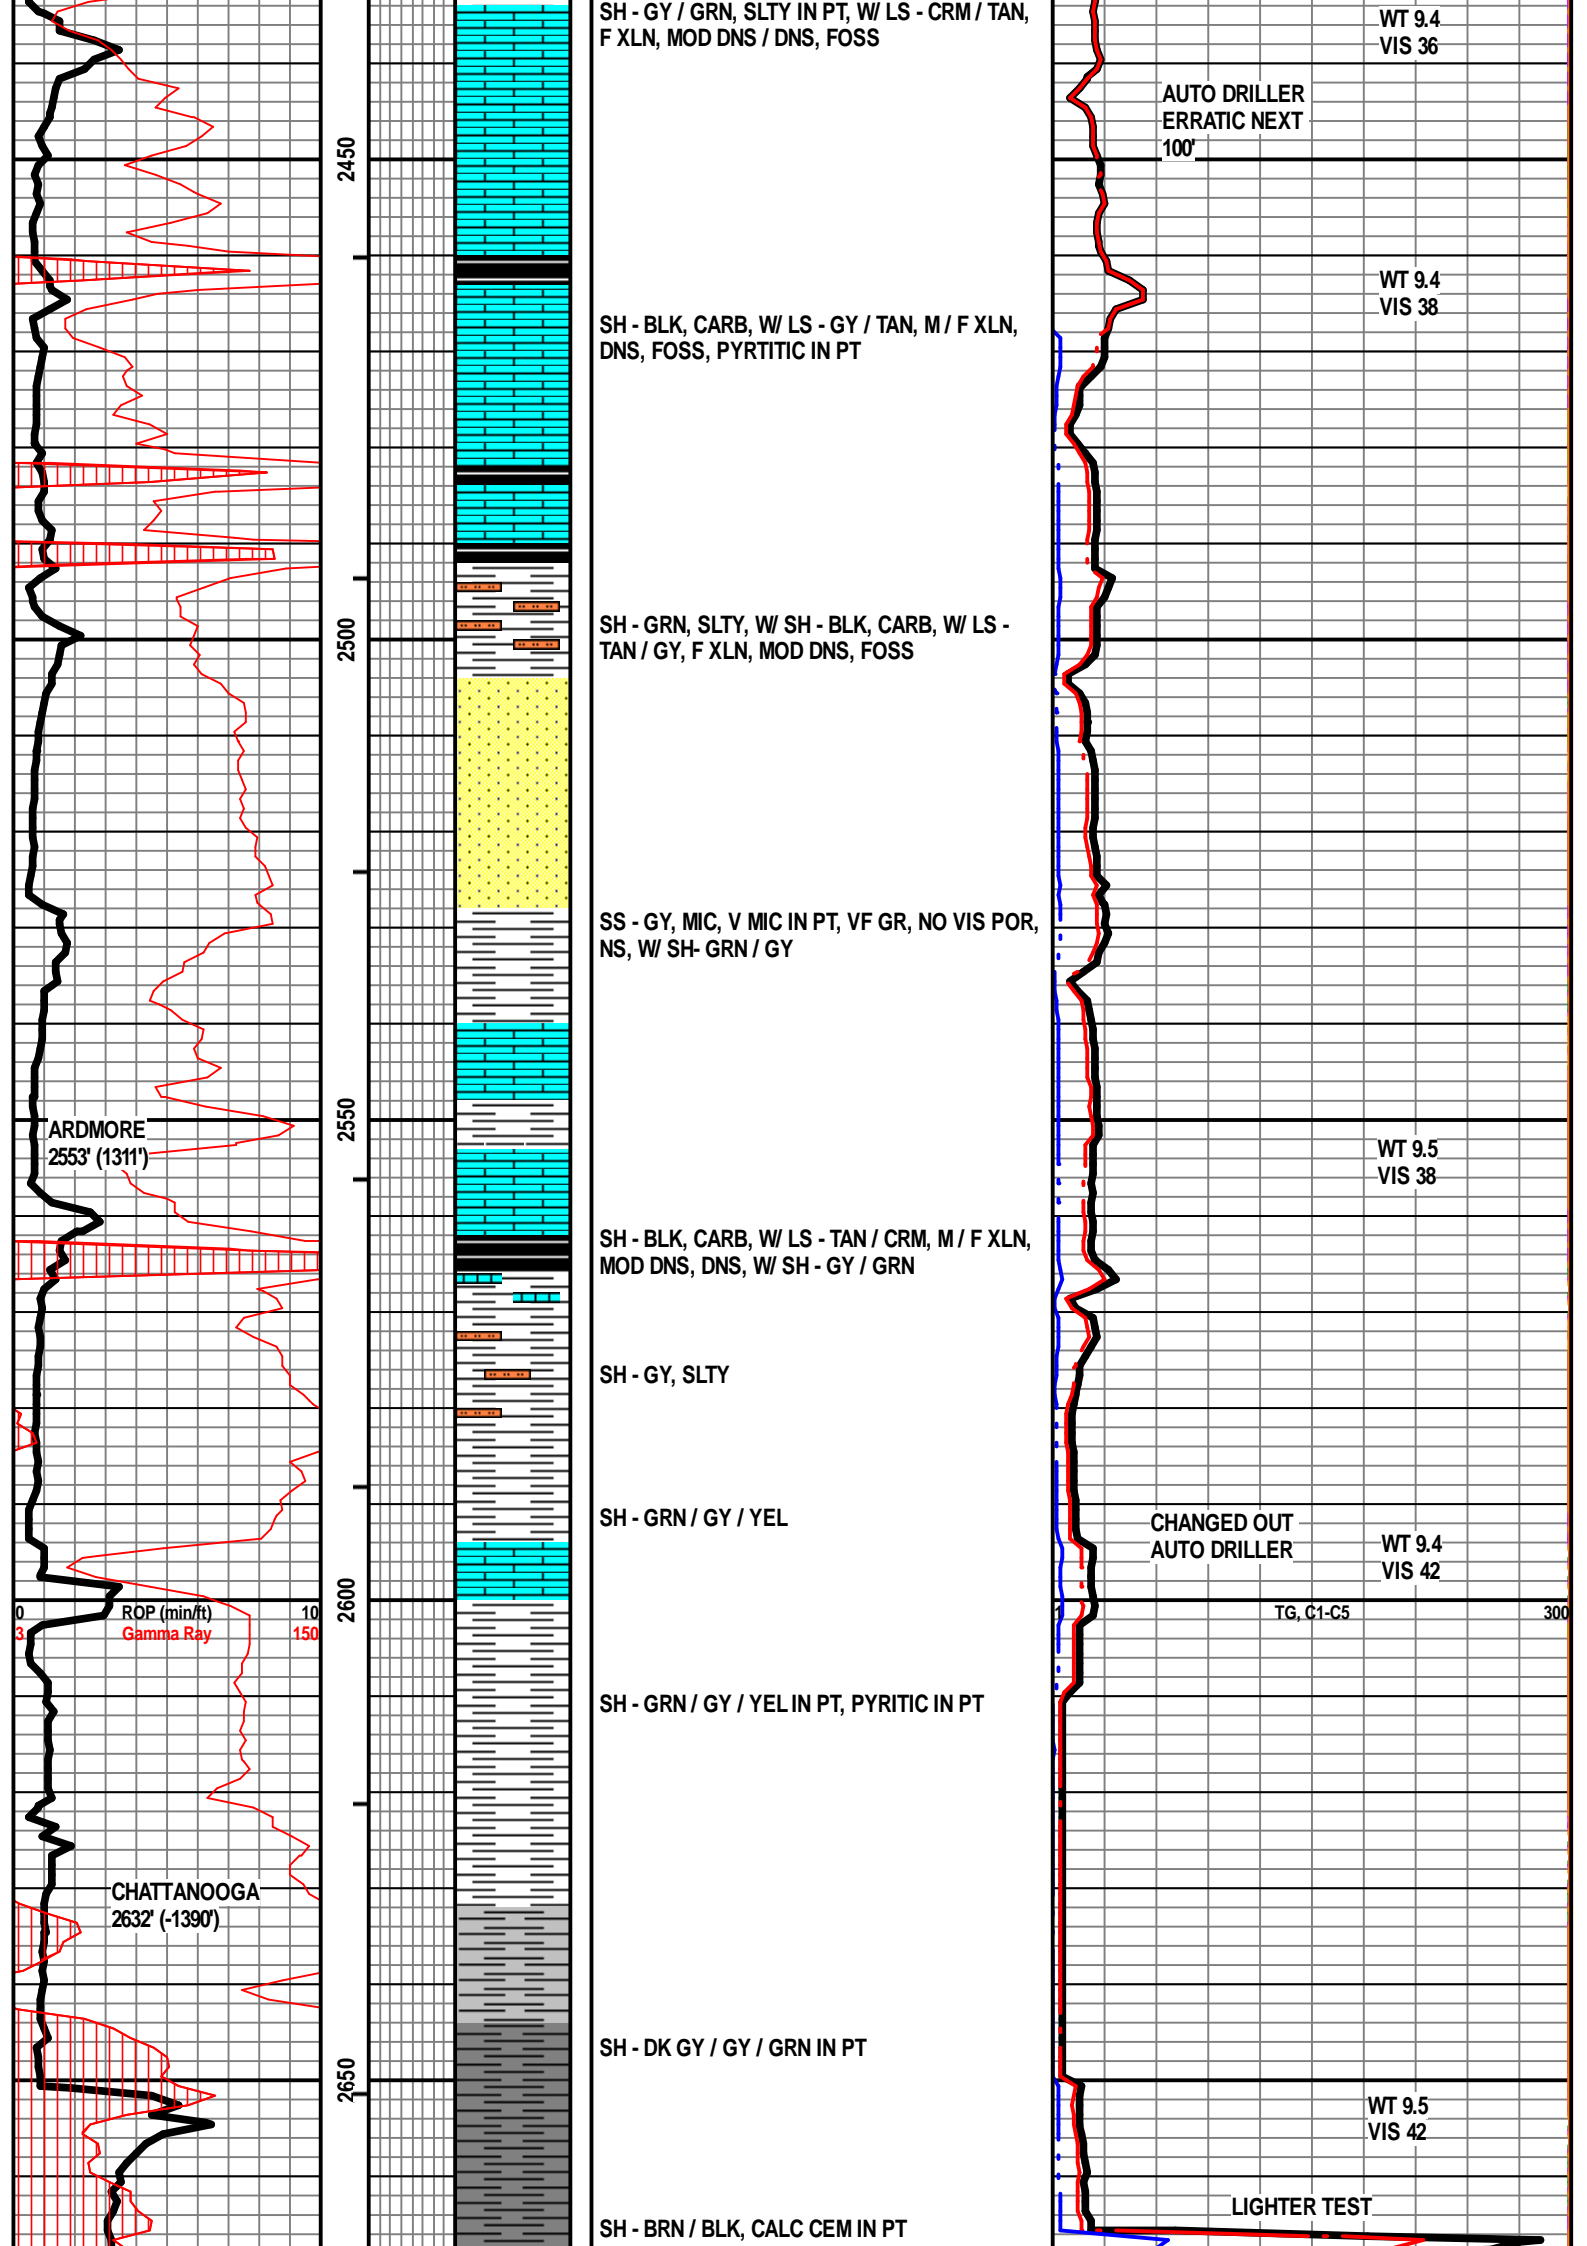 SH - GY / GRN, SLTY IN PT, W/ LS - CRM / TAN,
F XLN, MOD DNS / DNS, FOSS
WT 9.4
VIS 36
AUTO DRILLER
ERRATIC NEXT
100'
2450
WT 9.4
VIS 38
SH - BLK, CARB, W/ LS - GY / TAN, M / F XLN,
DNS, FOSS, PYRTITIC IN PT
2500
SH - GRN, SLTY, W/ SH - BLK, CARB, W/ LS -
TAN / GY, F XLN, MOD DNS, FOSS
SS - GY, MIC, V MIC IN PT, VF GR, NO VIS POR,
NS, W/ SH- GRN / GY
2550
ARDMORE
2553' (1311')
WT 9.5
VIS 38
SH - BLK, CARB, W/ LS - TAN / CRM, M / F XLN,
MOD DNS, DNS, W/ SH - GY / GRN
SH - GY, SLTY
SH - GRN / GY / YEL
CHANGED OUT
AUTO DRILLER
WT 9.4
VIS 42
2600
0 ROP (min/ft) 10
3 Gamma Ray 150
1 TG, C1-C5 300
SH - GRN / GY / YEL IN PT, PYRITIC IN PT
CHATTANOOGA
2632' (-1390')
SH - DK GY / GY / GRN IN PT
2650
WT 9.5
VIS 42
LIGHTER TEST
SH - BRN / BLK, CALC CEM IN PT